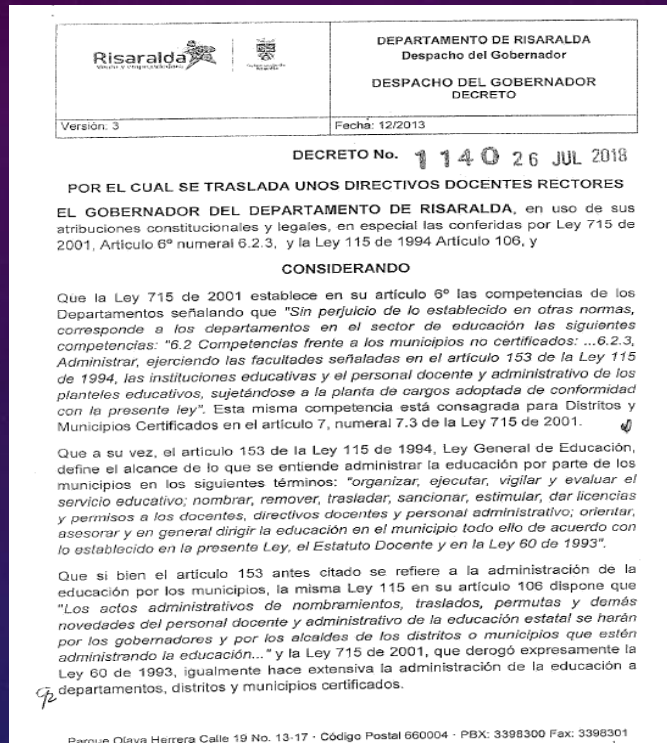 Risaralda
DEPARTAMENTO DE RISARALDA
Despacho del Gobernador
DESPACHO DEL GOBERNADOR
DECRETO
Versión: 3
Fecha: 12/2013
DECRETO No. 1140 26 JUL 2018
POR EL CUAL SE TRASLADA UNOS DIRECTIVOS DOCENTES RECTORES
EL GOBERNADOR DEL DEPARTAMENTO DE RISARALDA, en uso de sus
atribuciones constitucionales y legales, en especial las conferidas por Ley 715 de
2001, Articulo 6º numeral 6.2.3, y la Ley 115 de 1994 Artículo 106, y
CONSIDERANDO
Que la Ley 715 de 2001 establece en su artículo 6º las competencias de los
Departamentos señalando que "Sin perjuicio de lo establecido en otras normas,
corresponde a los departamentos en el sector de educación las siguientes
competencias: "6.2 Competencias frente a los municipios no certificados: ...6.2.3,
Administrar, ejerciendo las facultades señaladas en el artículo 153 de la Ley 115
de 1994, las instituciones educativas y el personal docente y administrativo de los
planteles educativos, sujetándose a la planta de cargos adoptada de conformidad
con la presente ley". Esta misma competencia está consagrada para Distritos y
Municipios Certificados en el artículo 7, numeral 7.3 de la Ley 715 de 2001.
Que a su vez, el artículo 153 de la Ley 115 de 1994, Ley General de Educación,
define el alcance de lo que se entiende administrar la educación por parte de los
municipios en los siguientes términos: "organizar, ejecutar, vigilar y evaluar el
servicio educativo; nombrar, remover, trasladar, sancionar, estimular, dar licencias
y permisos a los docentes, directivos docentes y personal administrativo; orientar,
asesorar y en general dirigir la educación en el municipio todo ello de acuerdo con
lo establecido en la presente Ley, el Estatuto Docente y en la Ley 60 de 1993".
Que si bien el artículo 153 antes citado se refiere a la administración de la
educación por los municipios, la misma Ley 115 en su artículo 106 dispone que
"Los actos administrativos de nombramientos, traslados, permutas y demás
novedades del personal docente y administrativo de la educación estatal se harán
por los gobernadores y por los alcaldes de los distritos o municipios que estén
administrando la educación..." y la Ley 715 de 2001, que derogó expresamente la
Ley 60 de 1993, igualmente hace extensiva la administración de la educación a
departamentos, distritos y municipios certificados.
Parque Olaya Herrera Calle 19 No. 13-17 · Código Postal 660004 · PBX: 3398300 Fax: 3398301